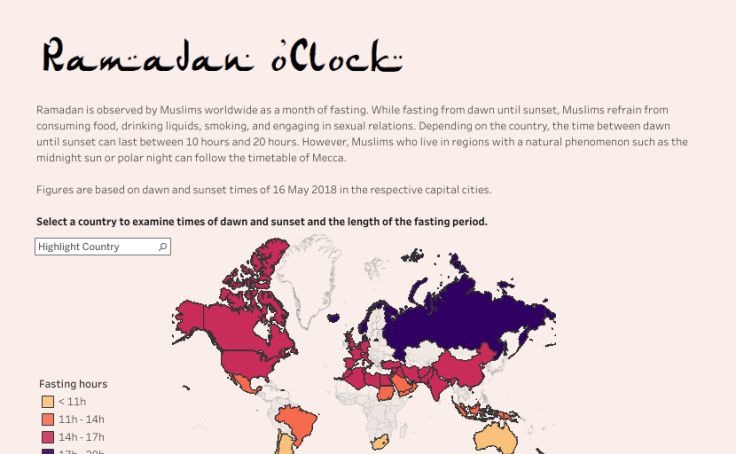 Ramadan o'Clock
Ramadan is observed by Muslims worldwide as a month of fasting. While fasting from dawn until sunset, Muslims refrain from
consuming food, drinking liquids, smoking, and engaging in sexual relations. Depending on the country, the time between dawn
until sunset can last between 10 hours and 20 hours. However, Muslims who live in regions with a natural phenomenon such as the
midnight sun or polar night can follow the timetable of Mecca.
Figures are based on dawn and sunset times of 16 May 2018 in the respective capital cities.
Select a country to examine times of dawn and sunset and the length of the fasting period.
Highlight Country
Fasting hours
< 11h
11h - 14h
14h - 17h
17h - 20h